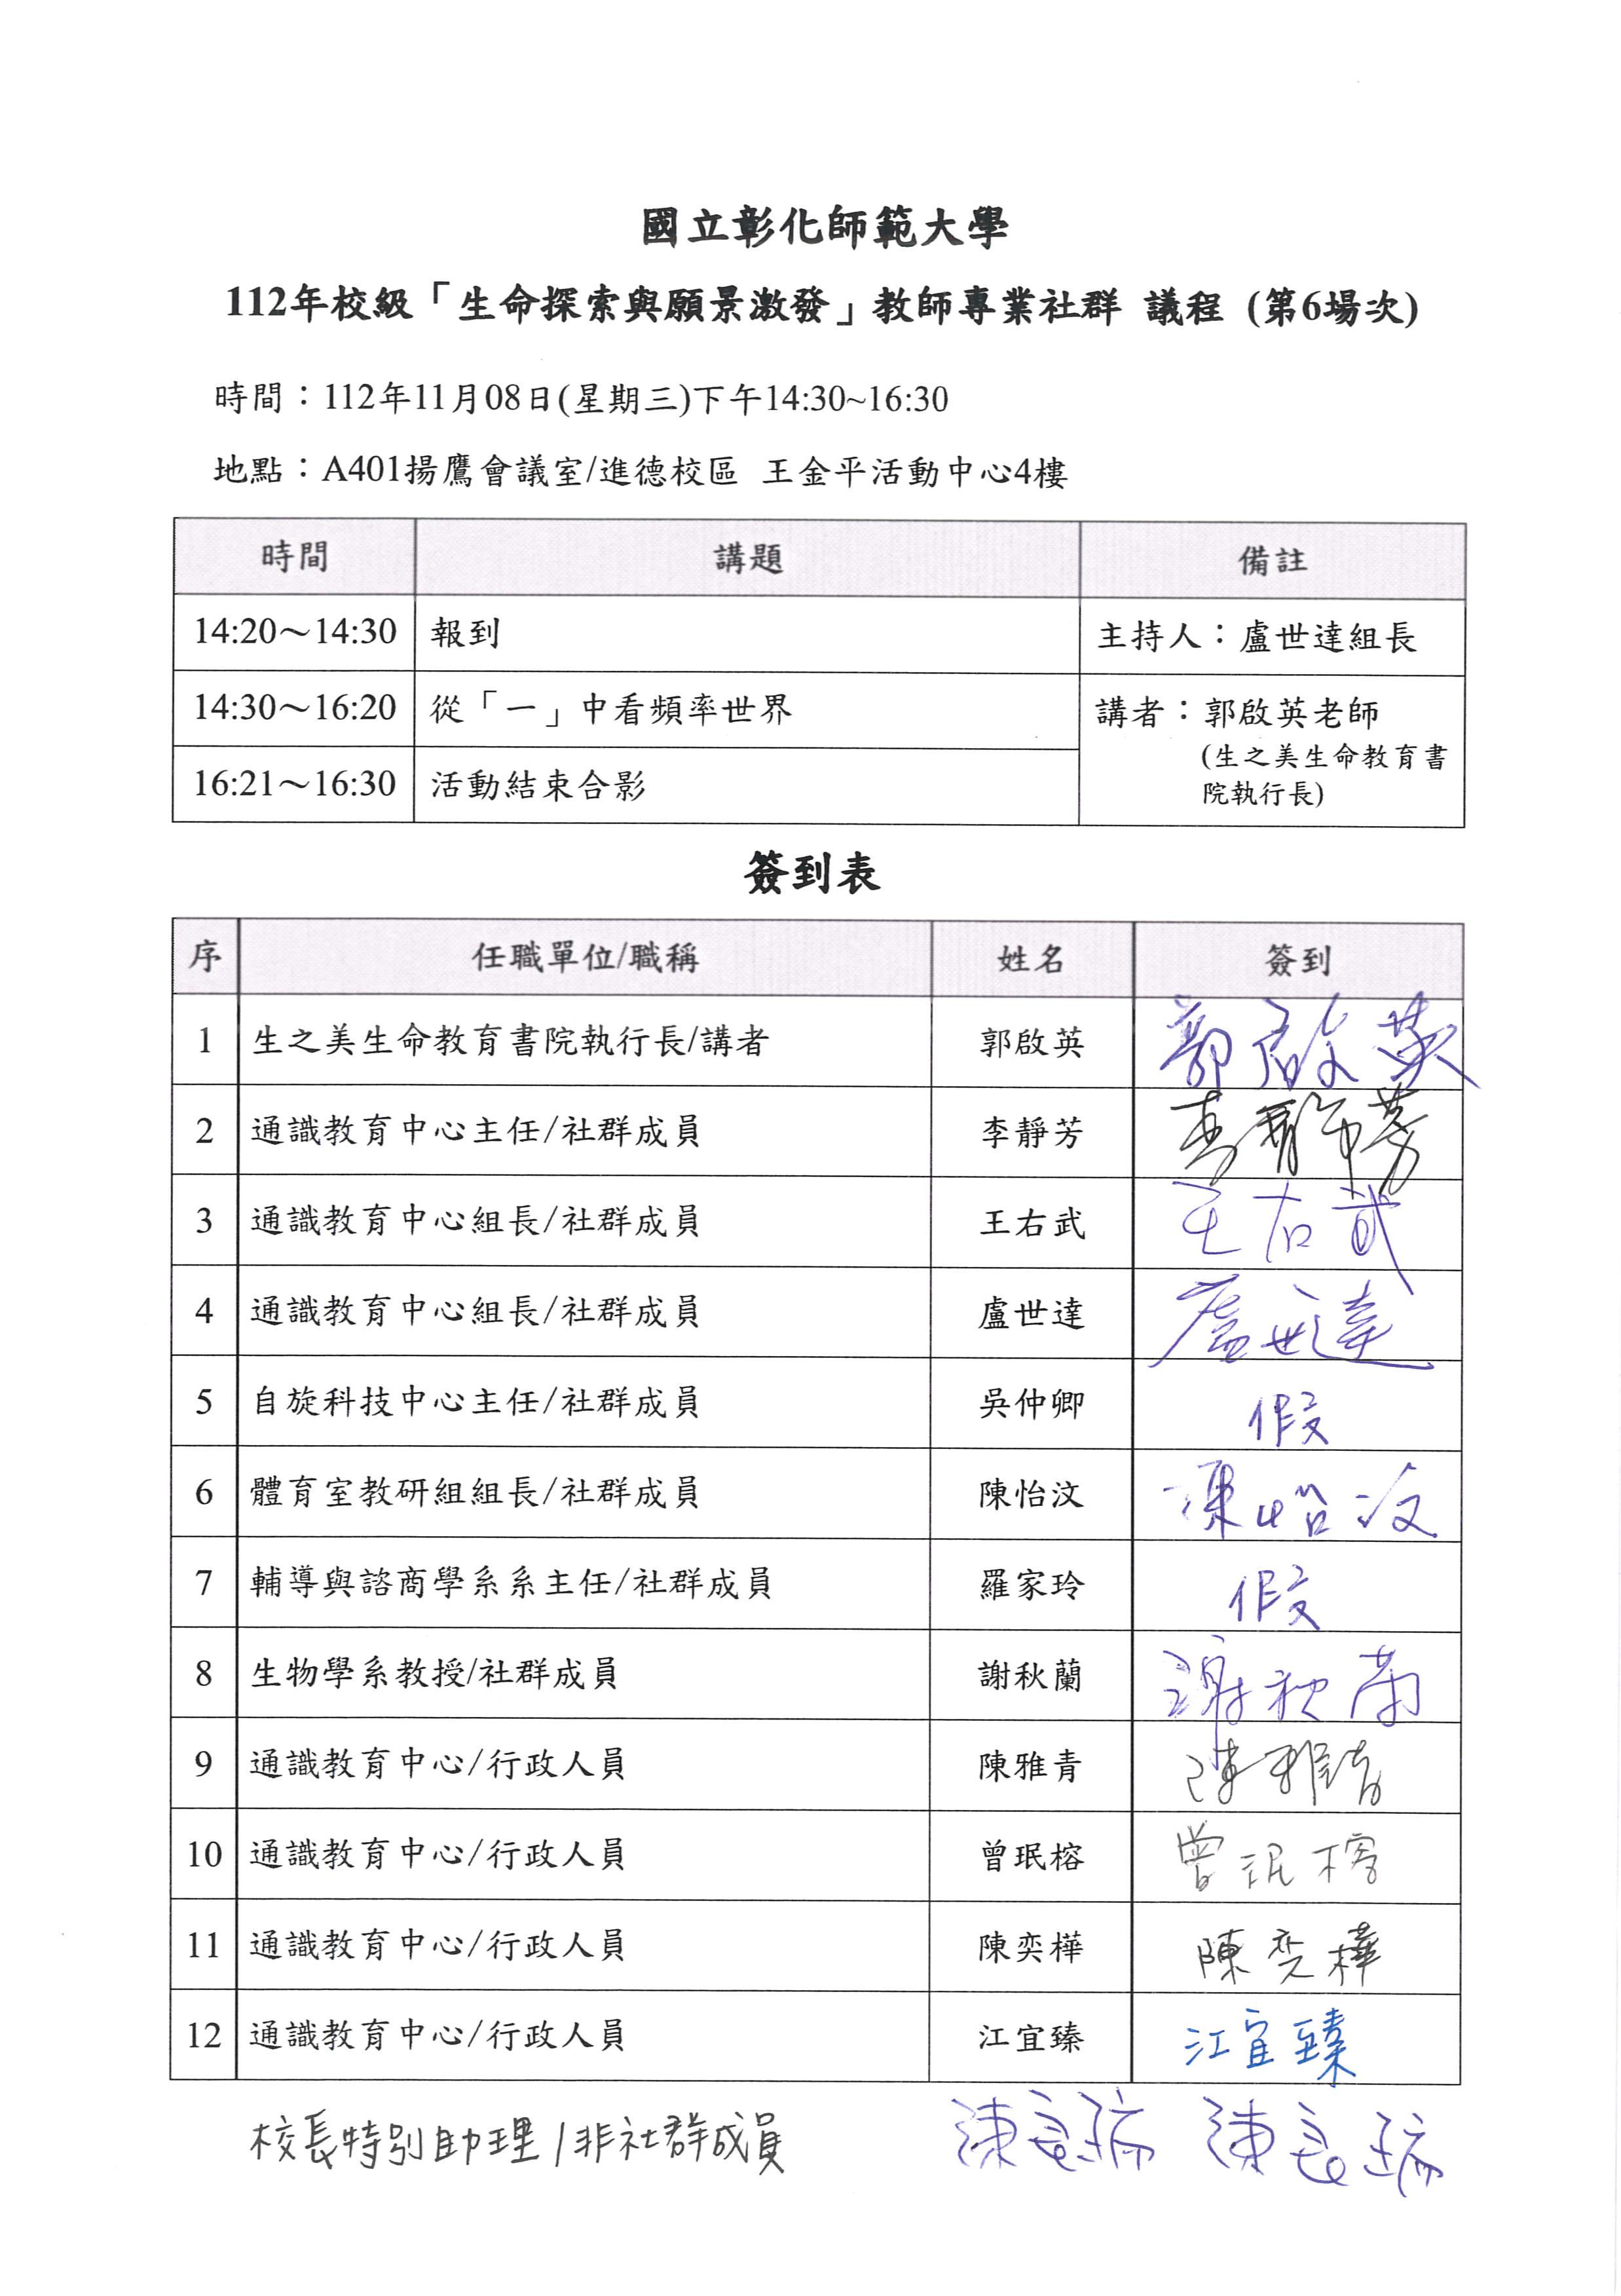 國立彰化師範大學
112年校級「生命探索與願景激發」教師專業社群 議程 (第6場次)
時間：112年11月08日(星期三)下午14:30~16:30
地點：A401揚鷹會議室/進德校區 王金平活動中心4樓
時間 講題 備註
14:20～14:30 報到 主持人：盧世達組長
14:30～16:20 從「一」中看頻率世界 講者：郭啟英老師
(生之美生命教育書
16:21～16:30 活動結束合影 院執行長)
簽到表
序 任職單位/職稱 姓名 簽到
1 生之美生命教育書院執行長/講者 郭啟英 郭啟英
2 通識教育中心主任/社群成員 李靜芳 李靜芳
3 通識教育中心組長/社群成員 王右武 王右武
4 通識教育中心組長/社群成員 盧世達 盧世達
5 自旋科技中心主任/社群成員 吳仲卿 假
6 體育室教研組組長/社群成員 陳怡汶 陳怡汶
7 輔導與諮商學系系主任/社群成員 羅家玲 假
8 生物學系教授/社群成員 謝秋蘭 謝秋蘭
9 通識教育中心/行政人員 陳雅青 陳雅青
10 通識教育中心/行政人員 曾珉榕 曾珉榕
11 通識教育中心/行政人員 陳奕樺 陳奕樺
12 通識教育中心/行政人員 江宜臻 江宜臻
校長特別助理/非社群成員 陳 陳